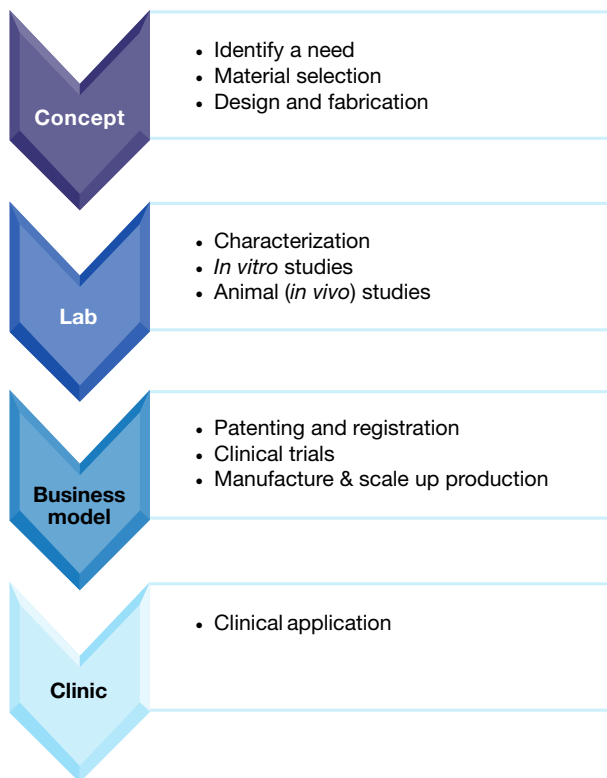 Concept
• Identify a need
• Material selection
• Design and fabrication
Lab
• Characterization
• In vitro studies
• Animal (in vivo) studies
Business
model
• Patenting and registration
• Clinical trials
• Manufacture & scale up production
Clinic
• Clinical application